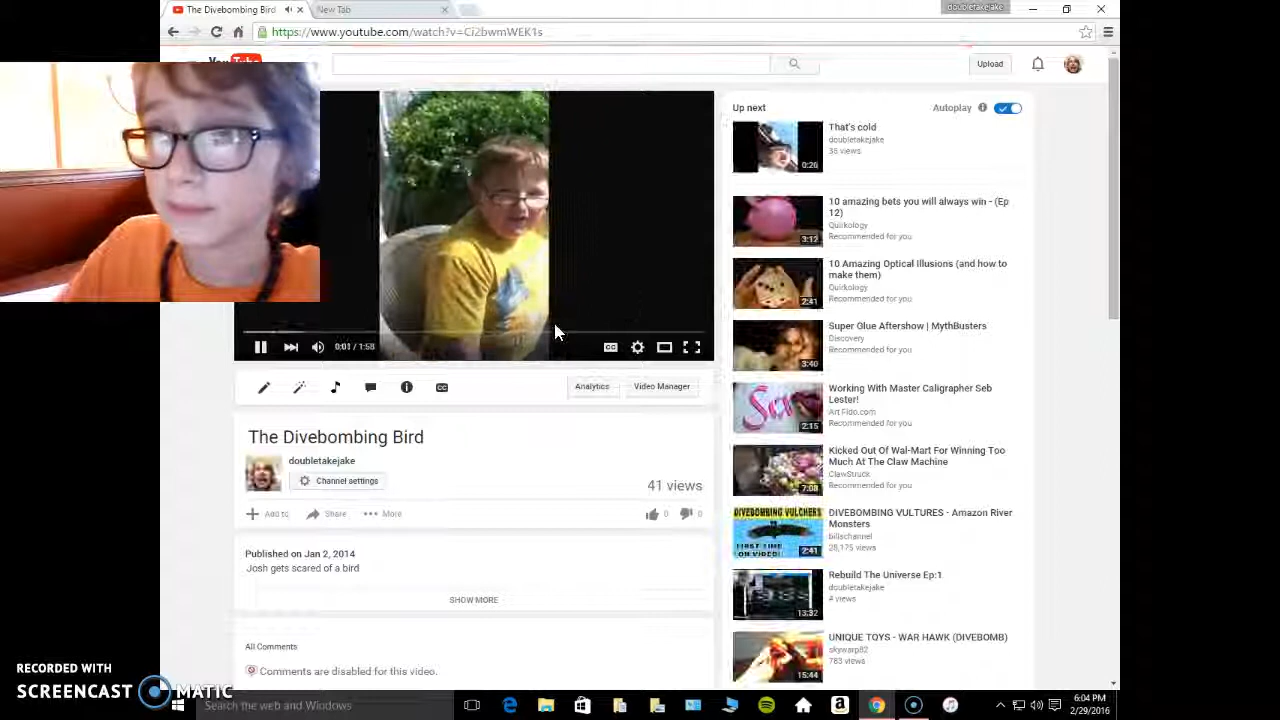 The Divebombing Bird
New Tab
doubletakejake
https://www.youtube.com/watch?v=Ci2bwmWEK1s
Upload
0:01 / 1:58
Analytics
Video Manager
The Divebombing Bird
doubletakejake
Channel settings
41 views
Add to
Share
More
0
0
Published on Jan 2, 2014
Josh gets scared of a bird
SHOW MORE
All Comments
Comments are disabled for this video.
Up next
Autoplay
That's cold
doubletakejake
0:26
10 amazing bets you will always win - (Ep
12)
Quirkology
Recommended for you
3:12
10 Amazing Optical Illusions (and how to
make them)
Quirkology
Recommended for you
2:41
Super Glue Aftershow | MythBusters
Discovery
Recommended for you
3:40
Working With Master Caligrapher Seb
Lester!
Art Fido.com
Recommended for you
2:15
Kicked Out Of Wal-Mart For Winning Too
Much At The Claw Machine
ClawStruck
Recommended for you
7:08
DIVEBOMBING VULTURES - Amazon River
Monsters
billschannel
28,175 views
DIVEBOMBING VULCHERS
FIRST TIME
ON VIDEO!
2:41
Rebuild The Universe Ep:1
doubletakejake
4 views
13:32
UNIQUE TOYS - WAR HAWK (DIVEBOMB)
skywarp82
783 views
15:44
RECORDED WITH
SCREENCAST MATIC
Search the web and Windows
6:04 PM
2/29/2016